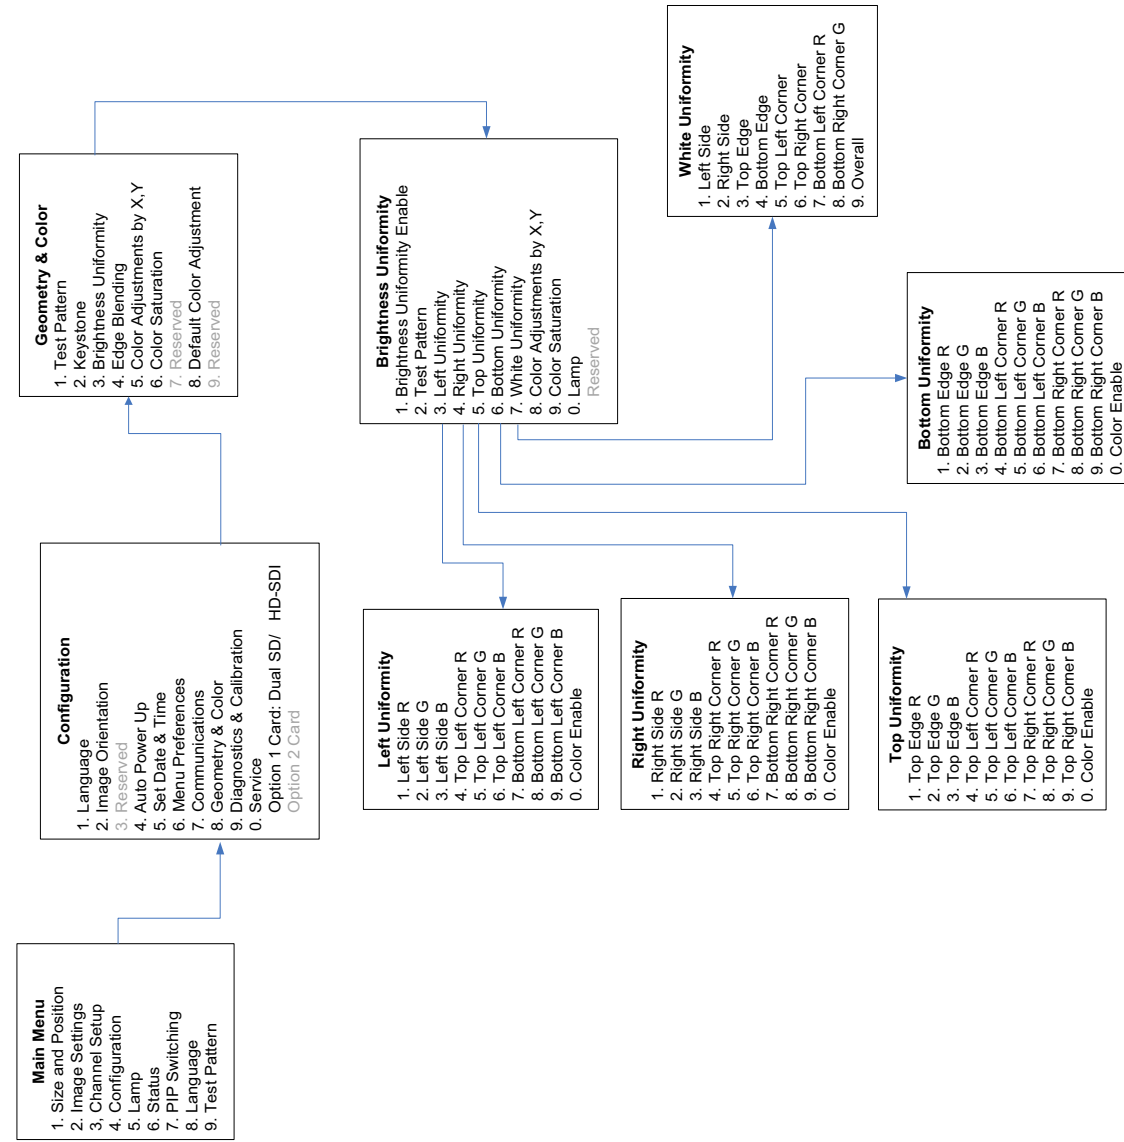 Main Menu
1. Size and Position
2. Image Settings
3, Channel Setup
4. Configuration
5. Lamp
6. Status
7. PIP Switching
8. Language
9. Test Pattern
Configuration
1. Language
2. Image Orientation
3. Reserved
4. Auto Power Up
5. Set Date & Time
6. Menu Preferences
7. Communications
8. Geometry & Color
9. Diagnostics & Calibration
0. Service
Option 1 Card: Dual SD/ HD-SDI
Option 2 Card
Geometry & Color
1. Test Pattern
2. Keystone
3. Brightness Uniformity
4. Edge Blending
5. Color Adjustments by X,Y
6. Color Saturation
7. Reserved
8. Default Color Adjustment
9. Reserved
Brightness Uniformity
1. Brightness Uniformity Enable
2. Test Pattern
3. Left Uniformity
4. Right Uniformity
5. Top Uniformity
6. Bottom Uniformity
7. White Uniformity
8. Color Adjustments by X,Y
9. Color Saturation
0. Lamp
Reserved
Left Uniformity
1. Left Side R
2. Left Side G
3. Left Side B
4. Top Left Corner R
5. Top Left Corner G
6. Top Left Corner B
7. Bottom Left Corner R
8. Bottom Left Corner G
9. Bottom Left Corner B
0. Color Enable
Right Uniformity
1. Right Side R
2. Right Side G
3. Right Side B
4. Top Right Corner R
5. Top Right Corner G
6. Top Right Corner B
7. Bottom Right Corner R
8. Bottom Right Corner G
9. Bottom Right Corner B
0. Color Enable
Top Uniformity
1. Top Edge R
2. Top Edge G
3. Top Edge B
4. Top Left Corner R
5. Top Left Corner G
6. Top Left Corner B
7. Top Right Corner R
8. Top Right Corner G
9. Top Right Corner B
0. Color Enable
Bottom Uniformity
1. Bottom Edge R
2. Bottom Edge G
3. Bottom Edge B
4. Bottom Left Corner R
5. Bottom Left Corner G
6. Bottom Left Corner B
7. Bottom Right Corner R
8. Bottom Right Corner G
9. Bottom Right Corner B
0. Color Enable
White Uniformity
1. Left Side
2. Right Side
3. Top Edge
4. Bottom Edge
5. Top Left Corner
6. Top Right Corner
7. Bottom Left Corner R
8. Bottom Right Corner G
9. Overall